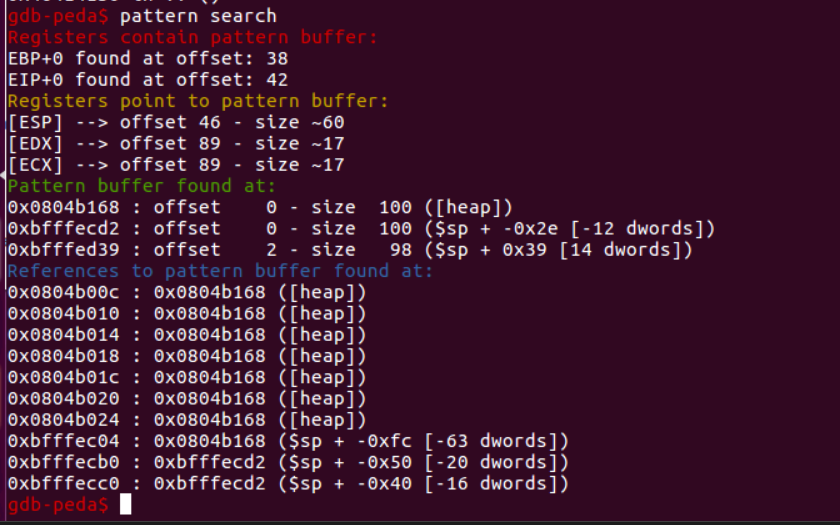 gdb-peda$ pattern search
Registers contain pattern buffer:
EBP+0 found at offset: 38
EIP+0 found at offset: 42
Registers point to pattern buffer:
[ESP] --> offset 46 - size ~60
[EDX] --> offset 89 - size ~17
[ECX] --> offset 89 - size ~17
Pattern buffer found at:
0x0804b168 : offset    0 - size  100 ([heap])
0xbfffecd2 : offset    0 - size  100 ($sp + -0x2e [-12 dwords])
0xbfffed39 : offset    2 - size   98 ($sp + 0x39 [14 dwords])
References to pattern buffer found at:
0x0804b00c : 0x0804b168 ([heap])
0x0804b010 : 0x0804b168 ([heap])
0x0804b014 : 0x0804b168 ([heap])
0x0804b018 : 0x0804b168 ([heap])
0x0804b01c : 0x0804b168 ([heap])
0x0804b020 : 0x0804b168 ([heap])
0x0804b024 : 0x0804b168 ([heap])
0xbfffec04 : 0x0804b168 ($sp + -0xfc [-63 dwords])
0xbfffecb0 : 0xbfffecd2 ($sp + -0x50 [-20 dwords])
0xbfffecc0 : 0xbfffecd2 ($sp + -0x40 [-16 dwords])
gdb-peda$